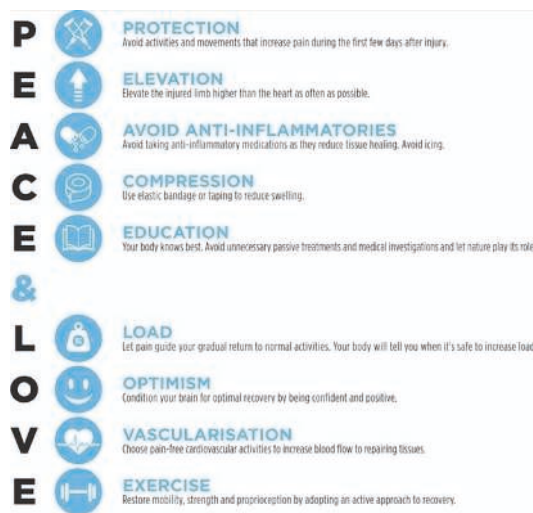 P
PROTECTION
Avoid activities and movements that increase pain during the first few days after injury.
E
ELEVATION
Elevate the injured limb higher than the heart as often as possible.
A
AVOID ANTI-INFLAMMATORIES
Avoid taking anti-inflammatory medications as they reduce tissue healing. Avoid icing.
C
COMPRESSION
Use elastic bandage or taping to reduce swelling.
E
EDUCATION
Your body knows best. Avoid unnecessary passive treatments and medical investigations and let nature play its role
&
L
LOAD
Let pain guide your gradual return to normal activities. Your body will tell you when it's safe to increase load
O
OPTIMISM
Condition your brain for optimal recovery by being confident and positive.
V
VASCULARISATION
Choose pain-free cardiovascular activities to increase blood flow to repairing tissues.
E
EXERCISE
Restore mobility, strength and proprioception by adopting an active approach to recovery.